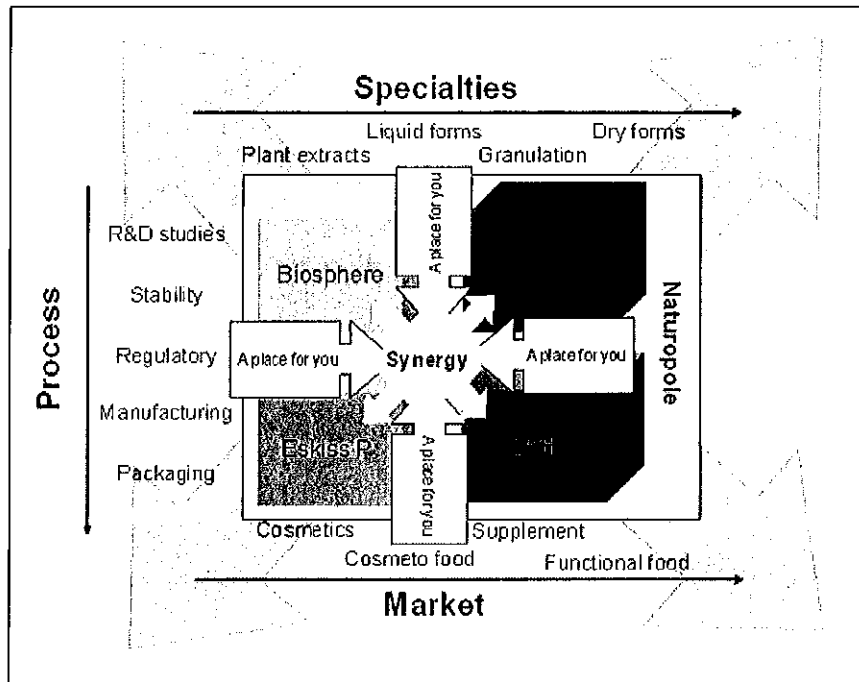 Specialties
Liquid forms
Dry forms
Plant extracts
Granulation
R&D studies
Stability
Regulatory
Manufacturing
Packaging
Process
Biosphere
A place for you
A place for you
Synergy
A place for you
Naturopole
Eskiss P
A place for you
Cosmetics
Supplement
Cosmeto food
Functional food
Market